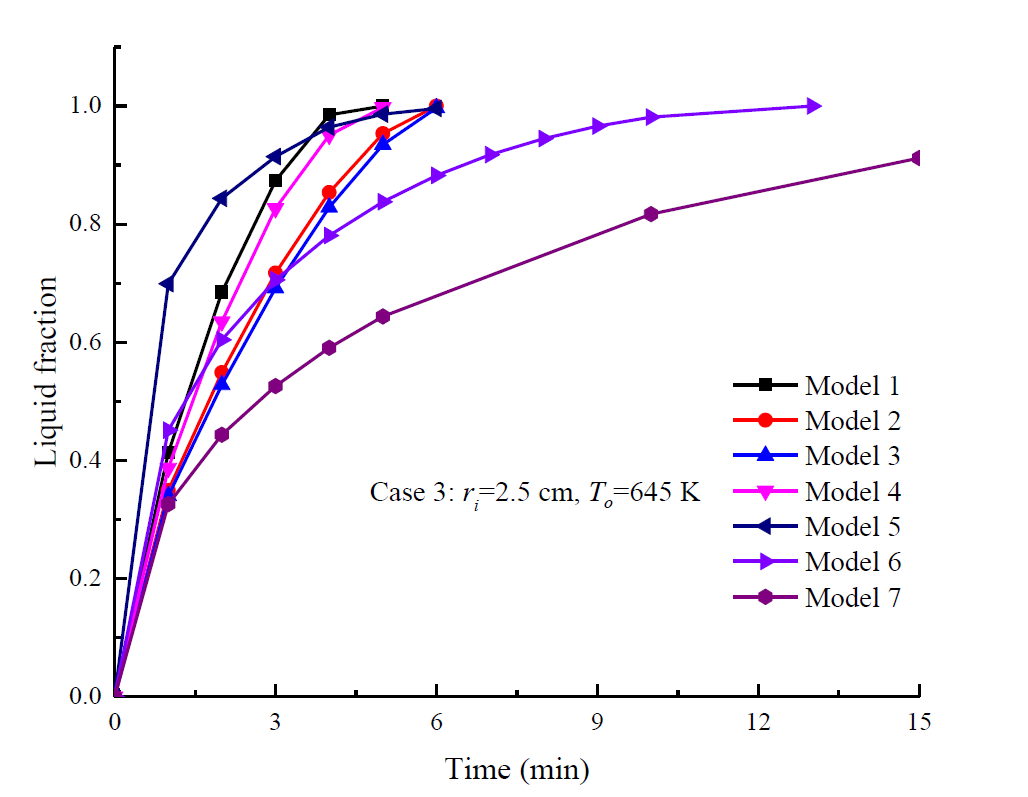 1.0
0.8
0.6
0.4
0.2
0.0
Liquid fraction
0 3 6 9 12 15
Time (min)
Case 3: rᵢ=2.5 cm, Tₒ=645 K
Model 1
Model 2
Model 3
Model 4
Model 5
Model 6
Model 7